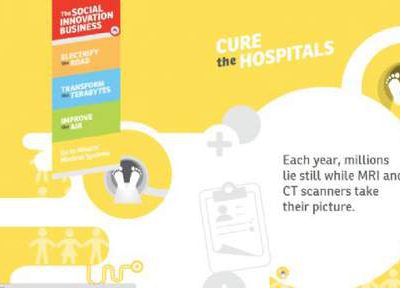 The SOCIAL
INNOVATION
BUSINESS
ELECTRIFY
the ROAD
TRANSFORM
the TERABYTES
IMPROVE
the AIR
CURE
the HOSPITALS
Each year, millions
lie still while MRI and
CT scanners take
their picture.